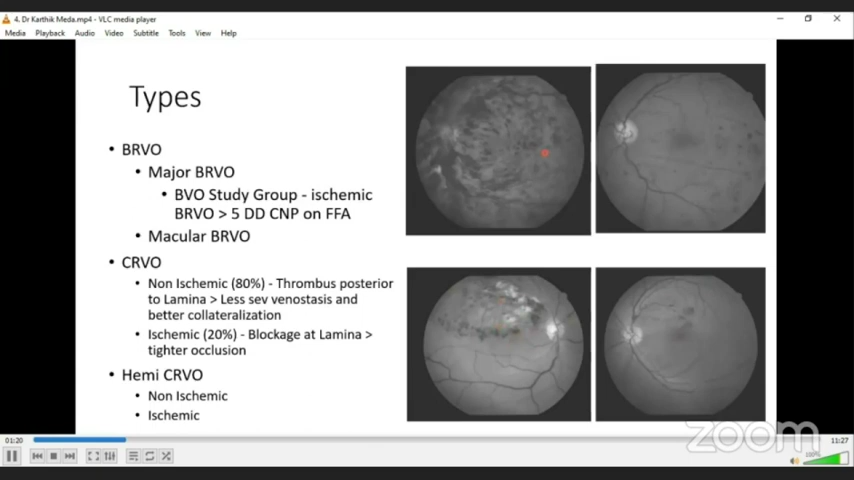 4. Dr Karthik Meda.mp4 - VLC media player
Media Playback Audio Video Subtitle Tools View Help
Types
• BRVO
• Major BRVO
• BVO Study Group - ischemic
BRVO > 5 DD CNP on FFA
• Macular BRVO
• CRVO
• Non Ischemic (80%) - Thrombus posterior
to Lamina > Less sev venostasis and
better collateralization
• Ischemic (20%) - Blockage at Lamina >
tighter occlusion
• Hemi CRVO
• Non Ischemic
• Ischemic
01:20
11:27
zoom
100%